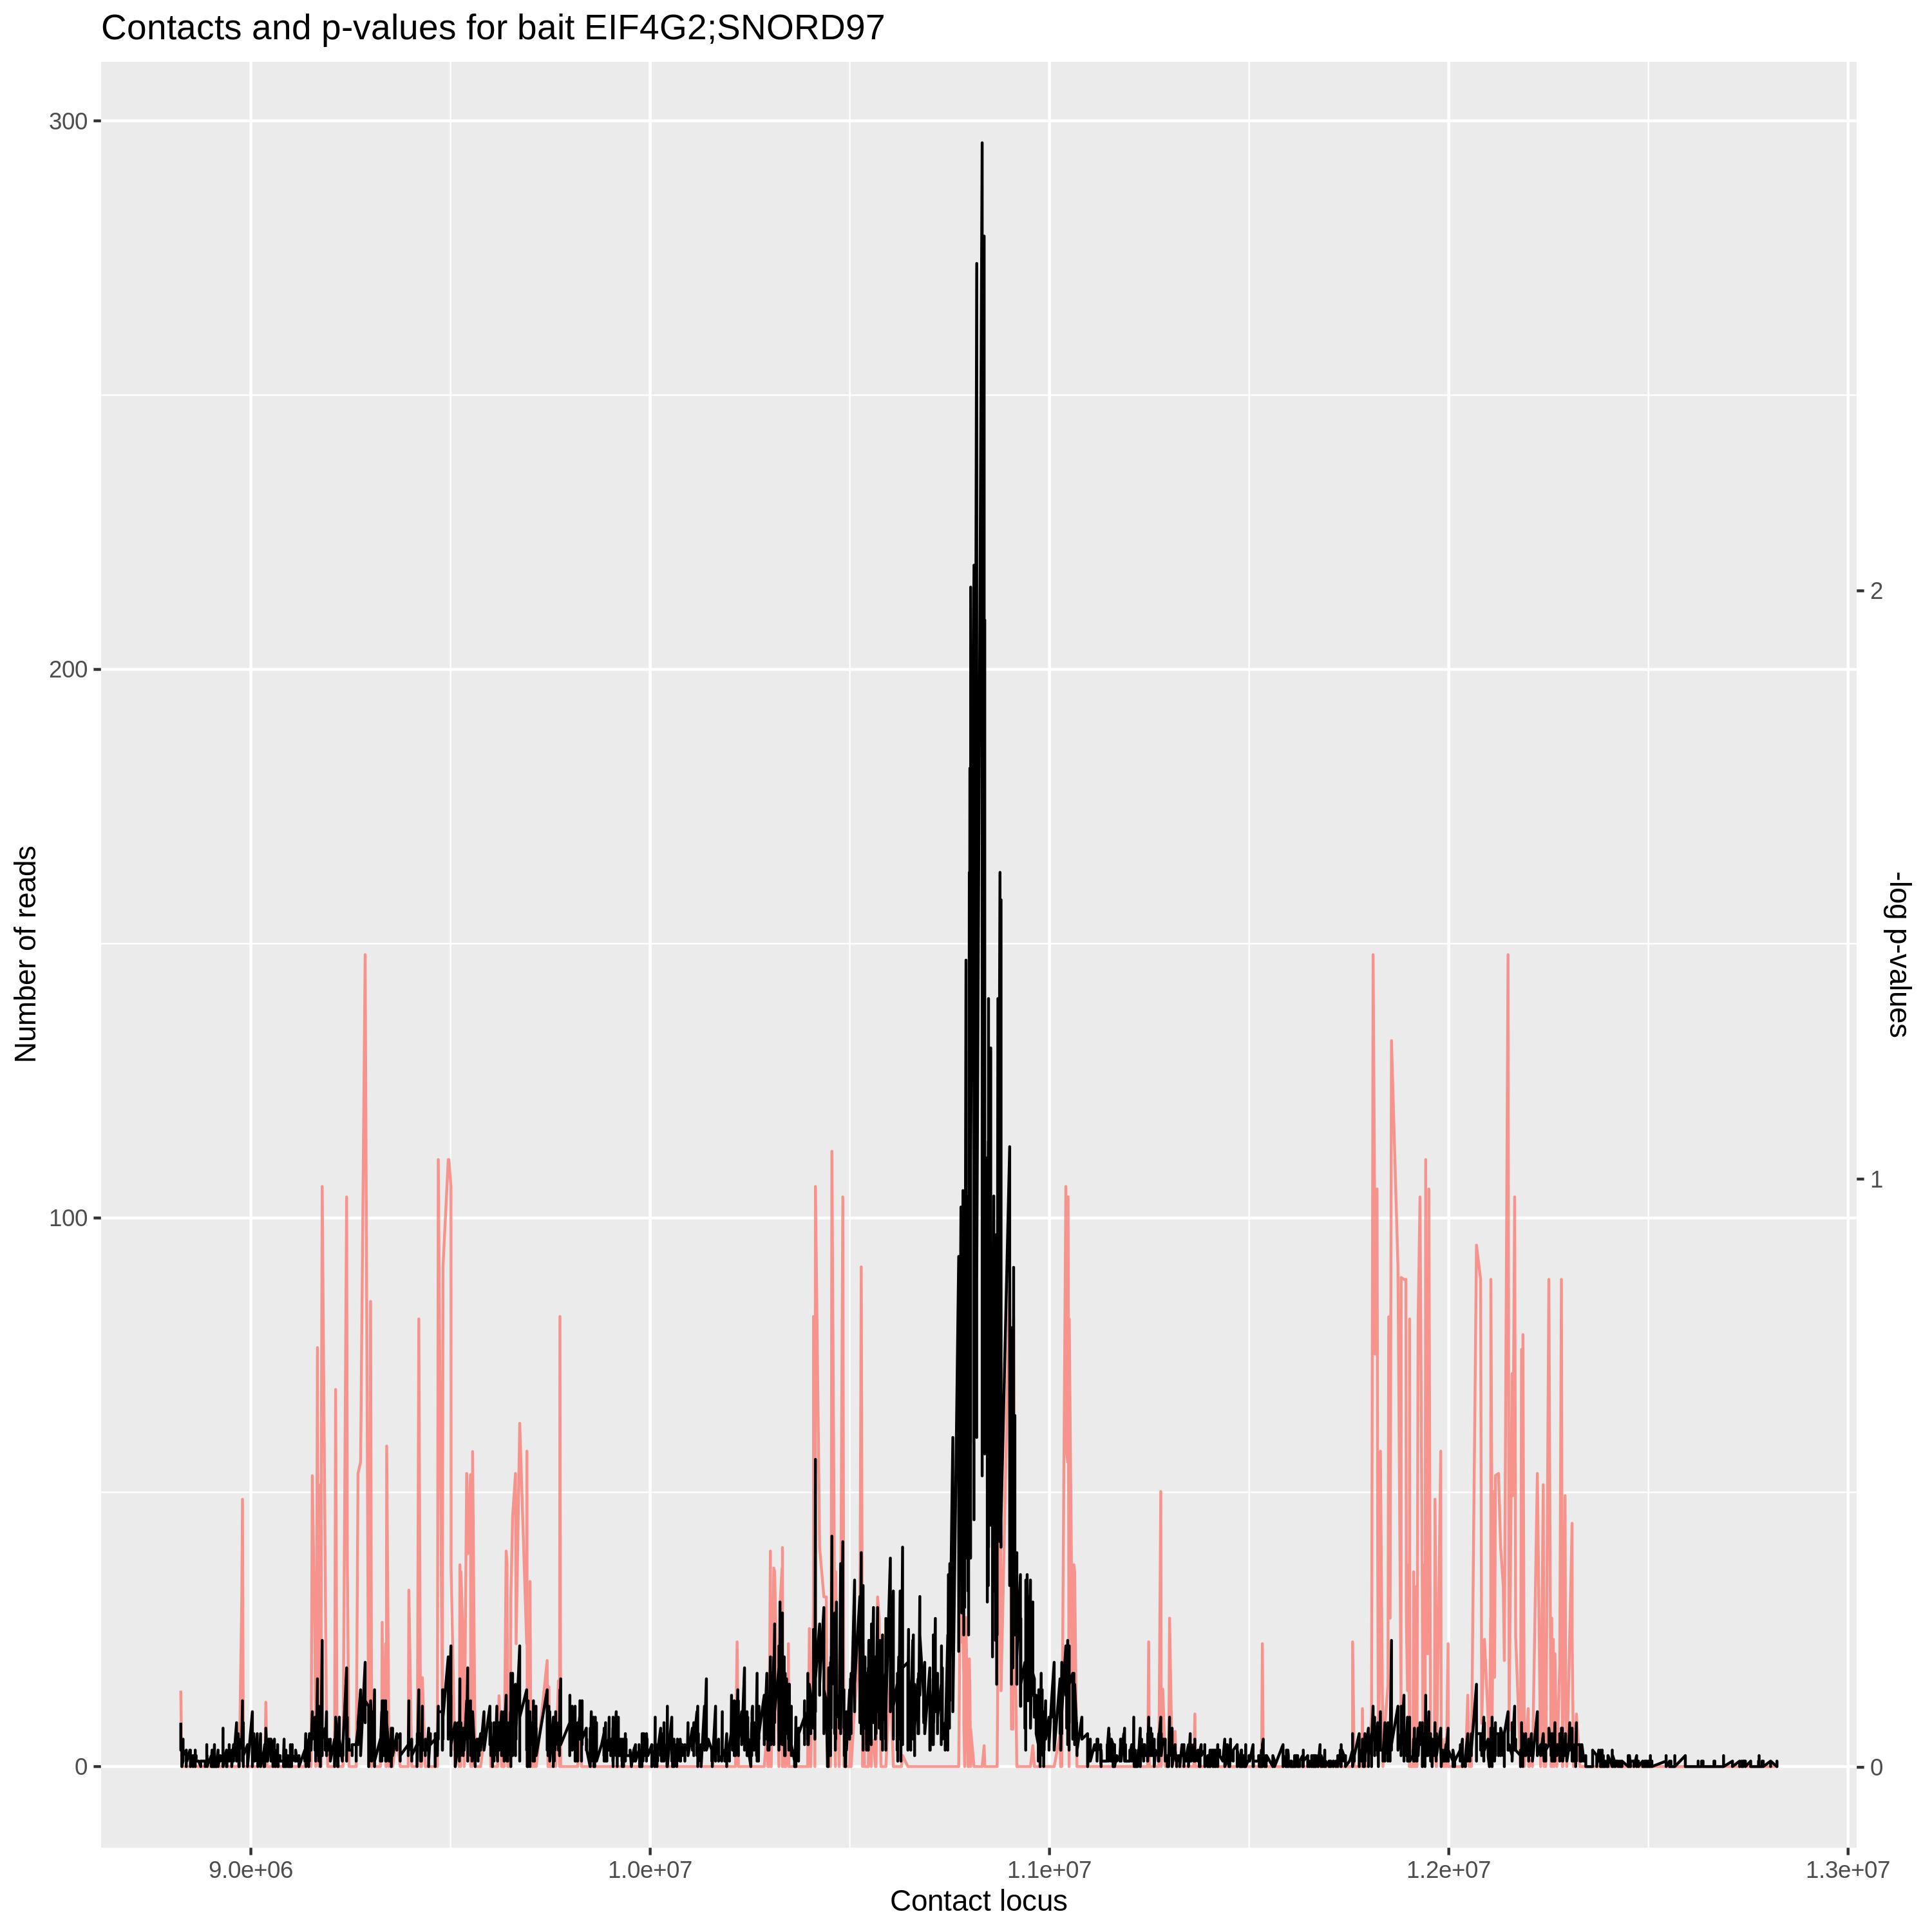 Contacts and p-values for bait EIF4G2;SNORD97
300
200
100
0
Number of reads
2
1
0
-log p-values
9.0e+06 1.0e+07 1.1e+07 1.2e+07 1.3e+07
Contact locus